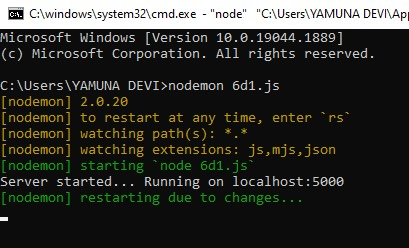 C:\windows\system32\cmd.exe - "node" "C:\Users\YAMUNA DEVI\App
Microsoft Windows [Version 10.0.19044.1889]
(c) Microsoft Corporation. All rights reserved.
C:\Users\YAMUNA DEVI>nodemon 6d1.js
[nodemon] 2.0.20
[nodemon] to restart at any time, enter `rs`
[nodemon] watching path(s): *.*
[nodemon] watching extensions: js,mjs,json
[nodemon] starting `node 6d1.js`
Server started... Running on localhost:5000
[nodemon] restarting due to changes...